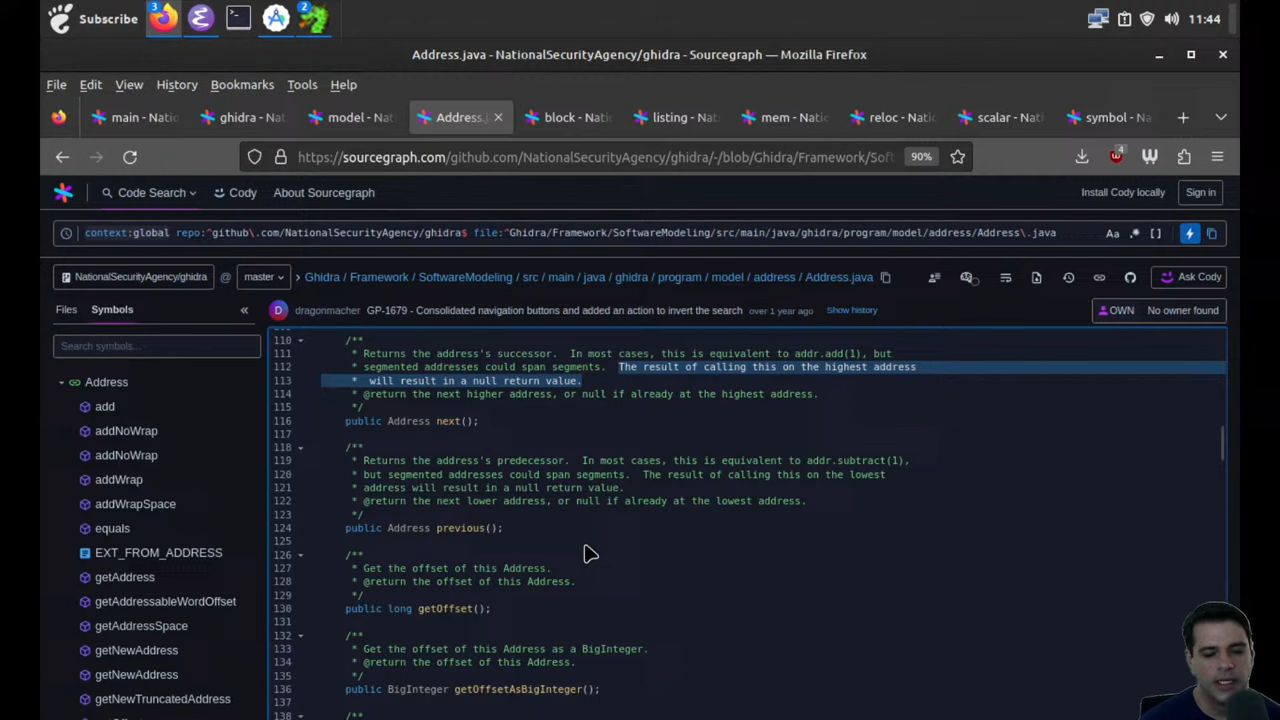 Subscribe
2
11:44
Address.java - NationalSecurityAgency/ghidra - Sourcegraph — Mozilla Firefox
File Edit View History Bookmarks Tools Help
main - Natio
ghidra - Nati
model - Nat
Address.j
block - Natio
listing - Nati
mem - Natio
reloc - Natio
scalar - Nati
symbol - Na
https://sourcegraph.com/github.com/NationalSecurityAgency/ghidra/-/blob/Ghidra/Framework/Soft
90%
4
Code Search
Cody
About Sourcegraph
Install Cody locally
Sign in
context:global repo:^github\.com/NationalSecurityAgency/ghidra$ file:^Ghidra/Framework/SoftwareModeling/src/main/java/ghidra/program/model/address/Address\.java
Aa .* []
NationalSecurityAgency/ghidra @ master
Ghidra / Framework / SoftwareModeling / src / main / java / ghidra / program / model / address / Address.java
Ask Cody
Files Symbols
D dragonmacher GP-1679 - Consolidated navigation buttons and added an action to invert the search over 1 year ago Show history
OWN No owner found
Search symbols...
Address
add
addNoWrap
addNoWrap
addWrap
addWrapSpace
equals
EXT_FROM_ADDRESS
getAddress
getAddressableWordOffset
getAddressSpace
getNewAddress
getNewAddress
getNewTruncatedAddress
110 /**
111 * Returns the address's successor. In most cases, this is equivalent to addr.add(1), but
112 * segmented addresses could span segments. The result of calling this on the highest address
113 * will result in a null return value.
114 * @return the next higher address, or null if already at the highest address.
115 */
116 public Address next();
117
118 /**
119 * Returns the address's predecessor. In most cases, this is equivalent to addr.subtract(1),
120 * but segmented addresses could span segments. The result of calling this on the lowest
121 * address will result in a null return value.
122 * @return the next lower address, or null if already at the lowest address.
123 */
124 public Address previous();
125
126 /**
127 * Get the offset of this Address.
128 * @return the offset of this Address.
129 */
130 public long getOffset();
131
132 /**
133 * Get the offset of this Address as a BigInteger.
134 * @return the offset of this Address.
135 */
136 public BigInteger getOffsetAsBigInteger();
137
138 /**